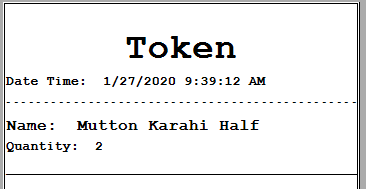 Token
Date Time:  1/27/2020 9:39:12 AM
Name:  Mutton Karahi Half
Quantity:  2